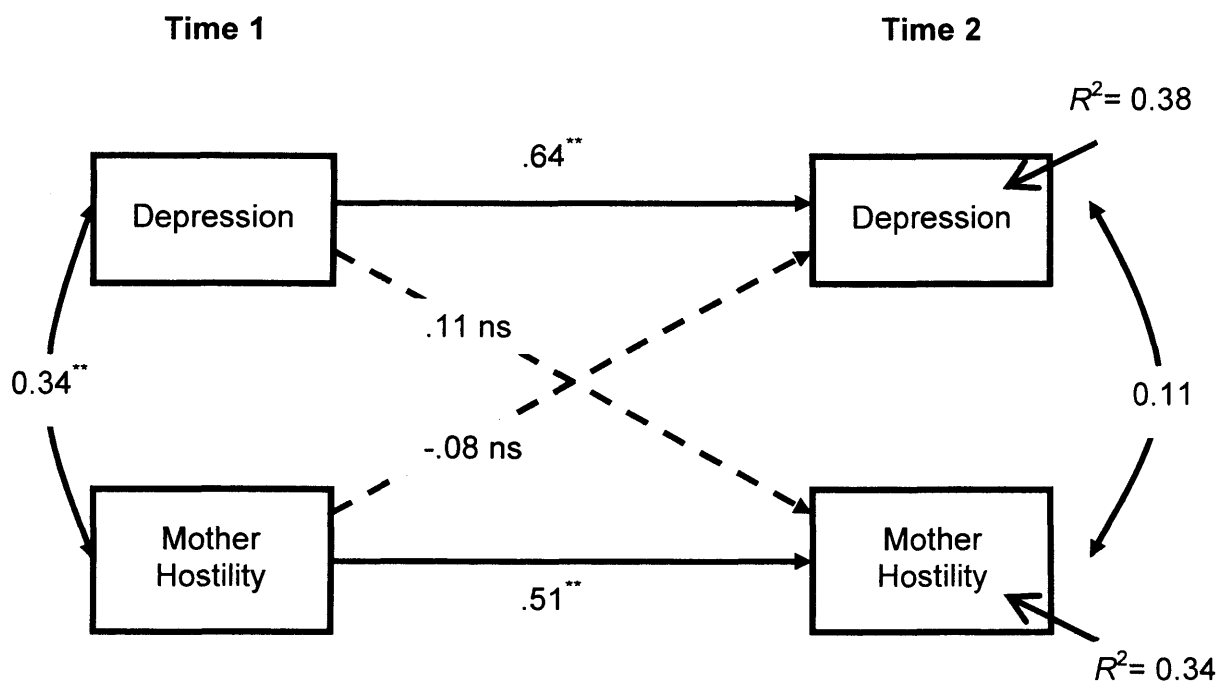 Time 1
Time 2
R²= 0.38
.64**
Depression
Depression
.11 ns
0.34**
0.11
-.08 ns
Mother
Hostility
Mother
Hostility
.51**
R²= 0.34